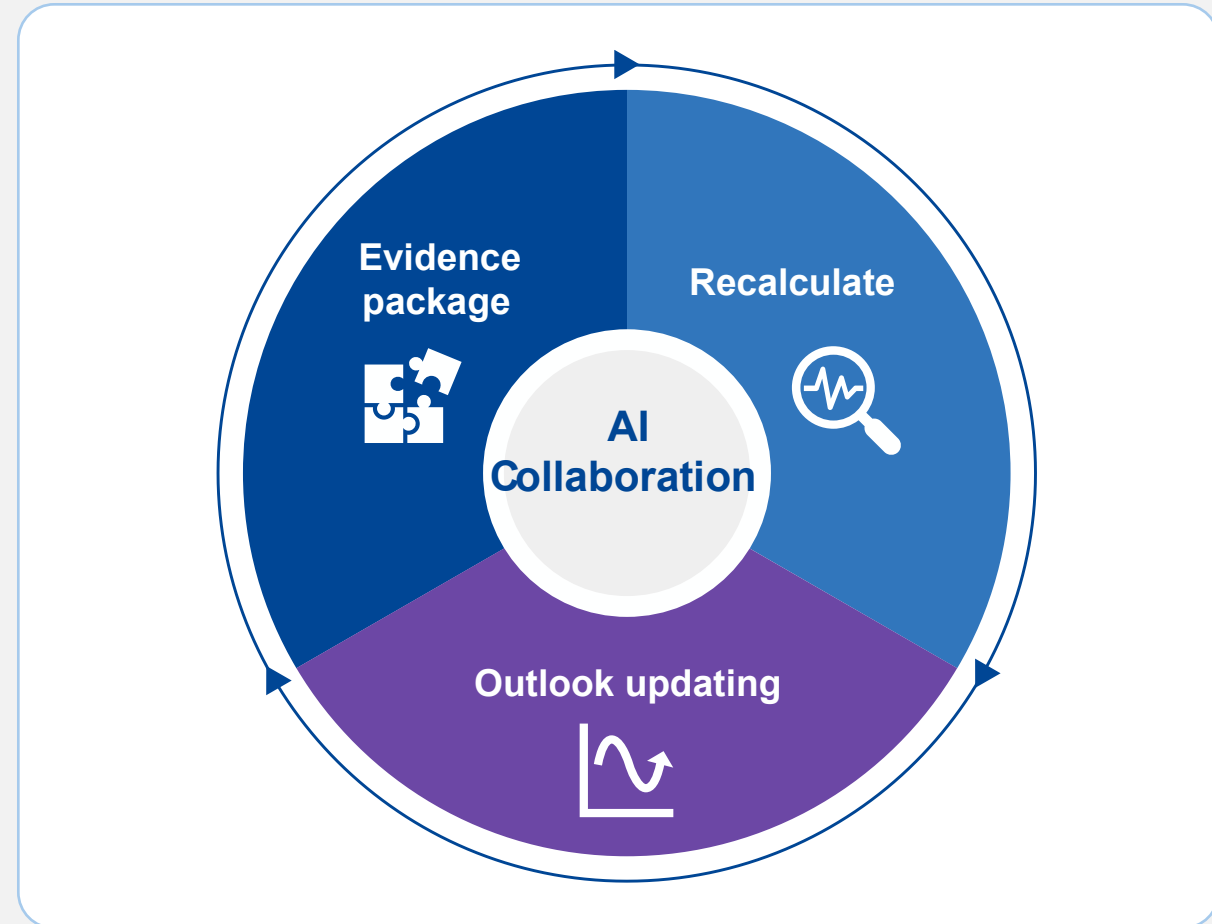 Evidence
package
Recalculate
AI
Collaboration
Outlook updating